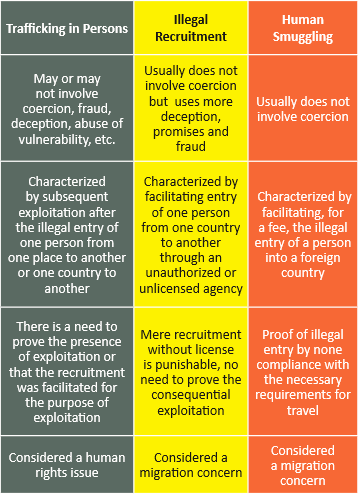 Trafficking in Persons
Illegal
Recruitment
Human
Smuggling
May or may
not involve
coercion, fraud,
deception, abuse of
vulnerability, etc.
Usually does not
involve coercion
but uses more
deception,
promises and
fraud
Usually does not
involve coercion
Characterized
by subsequent
exploitation after
the illegal entry of
one person from
one place to another
or one country to
another
Characterized by
facilitating entry
of one person
from one country
to another
through an
unauthorized or
unlicensed agency
Characterized by
facilitating, for
a fee, the illegal
entry of a person
into a foreign
country
There is a need to
prove the presence
of exploitation or
that the recruitment
was facilitated for
the purpose of
exploitation
Mere recruitment
without license
is punishable, no
need to prove the
consequential
exploitation
Proof of illegal
entry by none
compliance with
the necessary
requirements for
travel
Considered a human
rights issue
Considered a
migration concern
Considered
a migration
concern